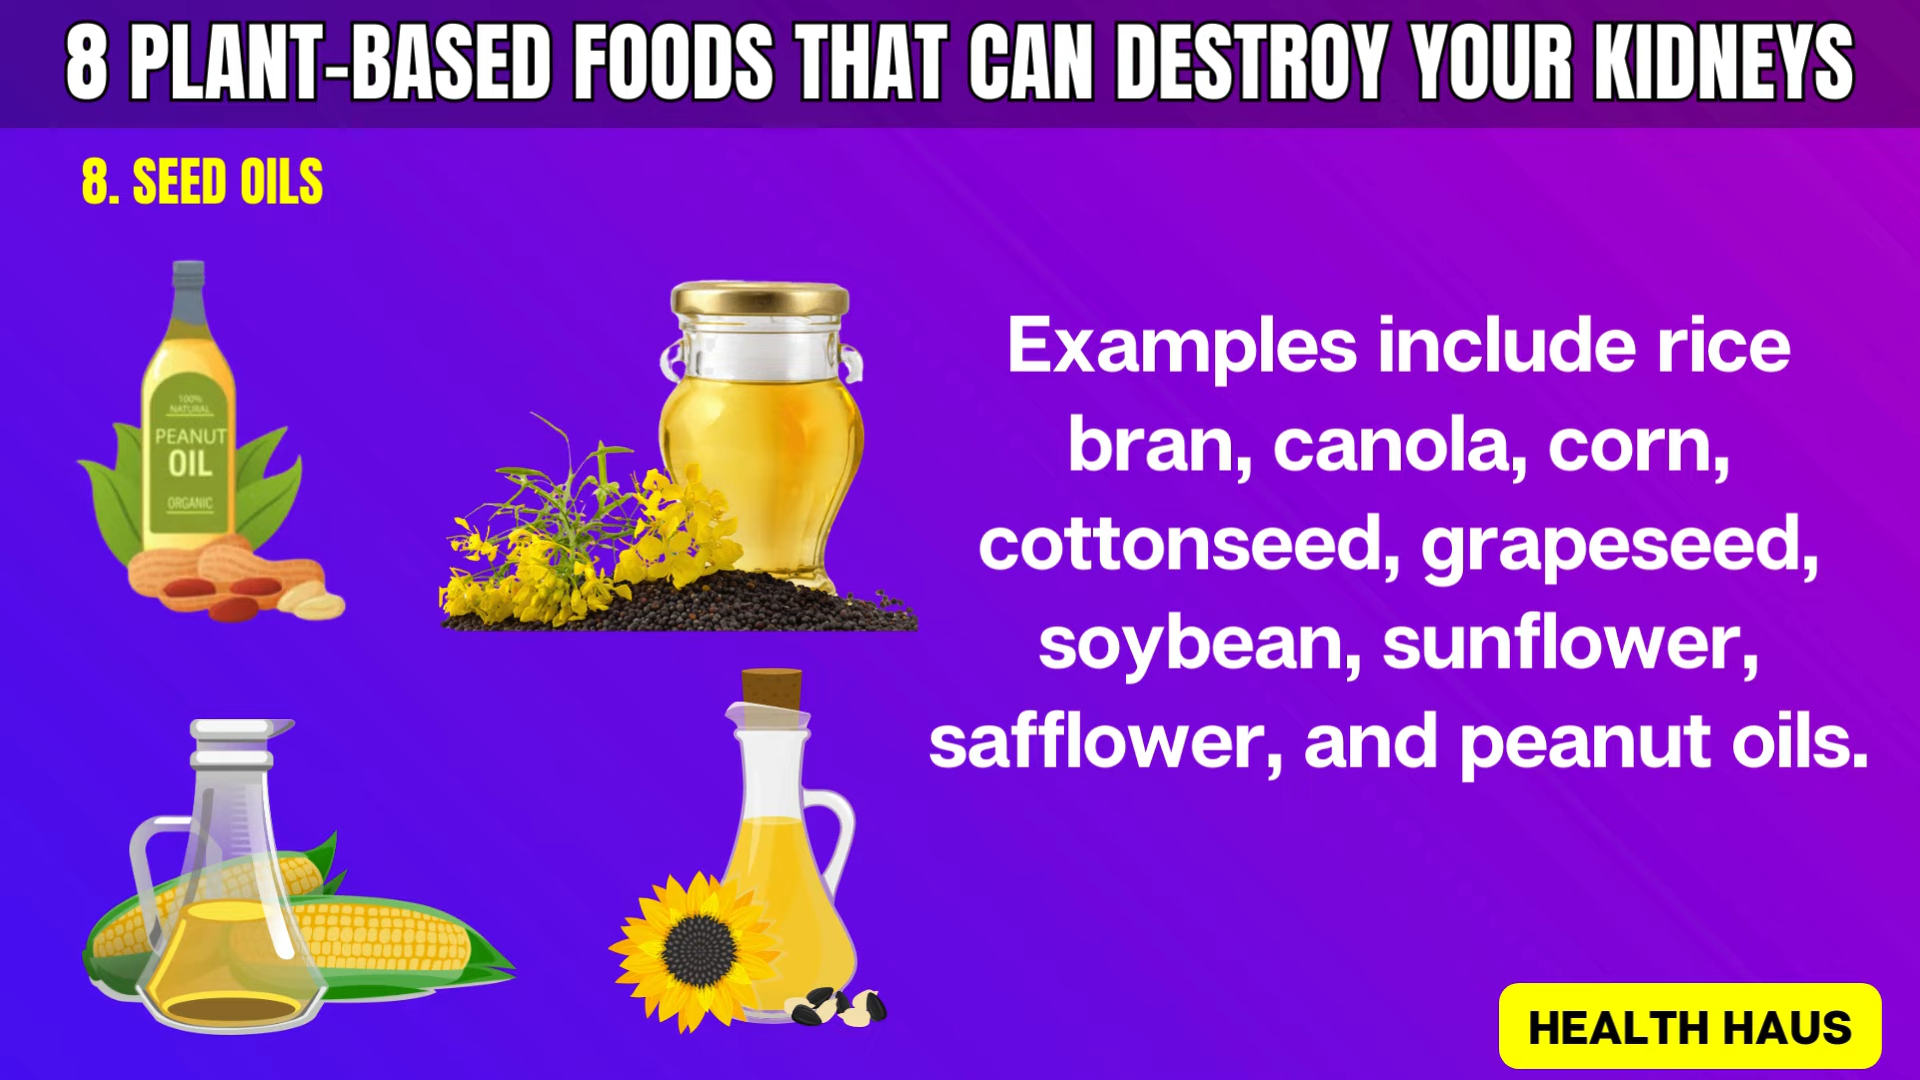 8 PLANT-BASED FOODS THAT CAN DESTROY YOUR KIDNEYS
8. SEED OILS
100%
NATURAL
PEANUT
OIL
ORGANIC
Examples include rice
bran, canola, corn,
cottonseed, grapeseed,
soybean, sunflower,
safflower, and peanut oils.
HEALTH HAUS